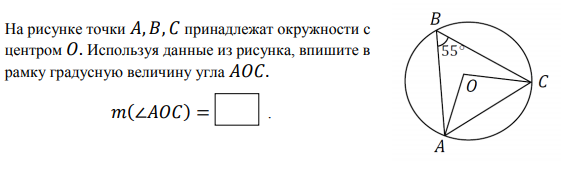 На рисунке точки A, B, C принадлежат окружности с
центром O. Используя данные из рисунка, впишите в
рамку градусную величину угла AOC.
m(∠AOC) = .
B
55°
O
C
A